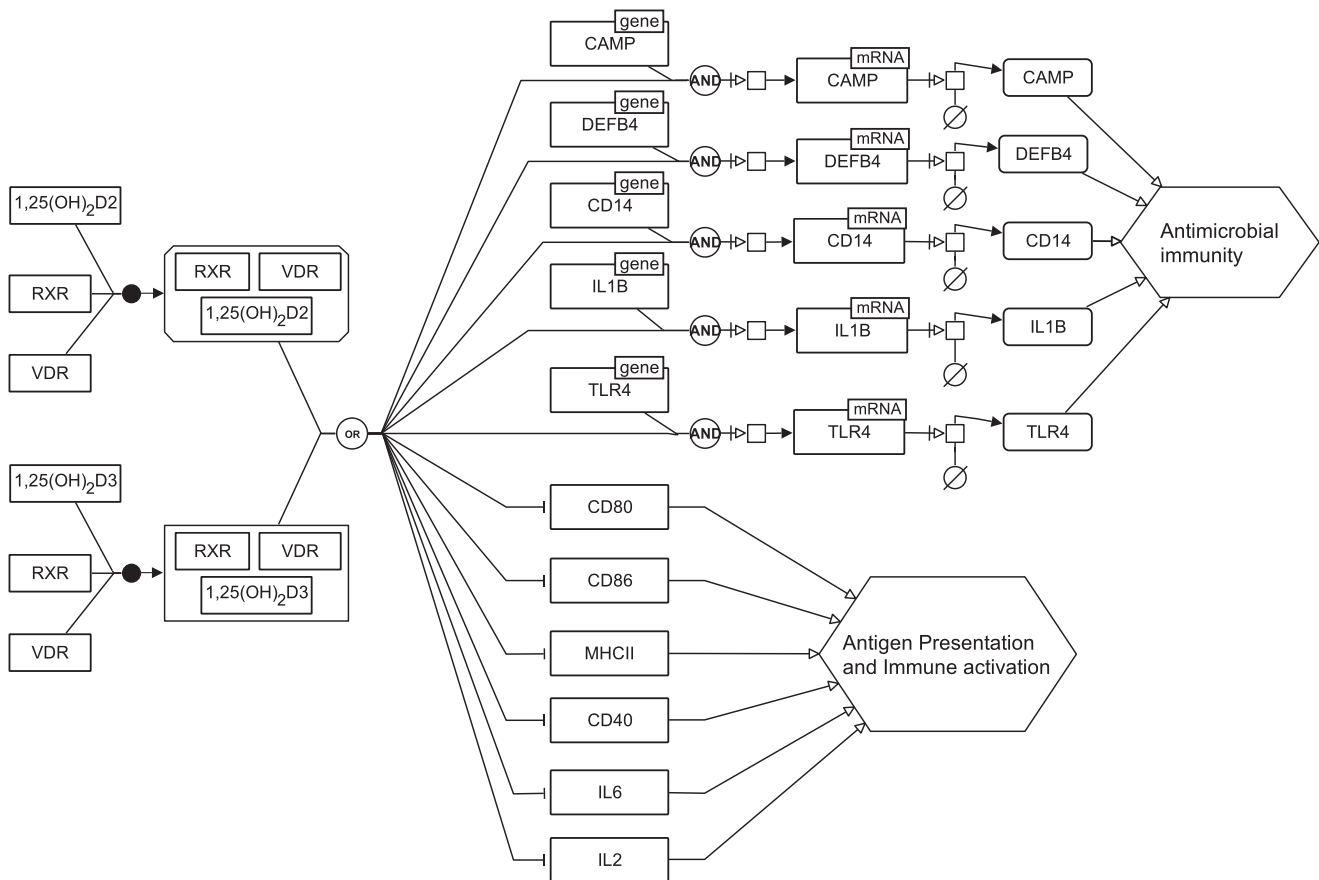 gene
CAMP
AND
mRNA
CAMP
CAMP
gene
DEFB4
AND
mRNA
DEFB4
DEFB4
gene
CD14
AND
mRNA
CD14
CD14
gene
IL1B
AND
mRNA
IL1B
IL1B
gene
TLR4
AND
mRNA
TLR4
TLR4
Antimicrobial
immunity
1,25(OH)2D2
RXR
VDR
RXR VDR
1,25(OH)2D2
OR
1,25(OH)2D3
RXR
VDR
RXR VDR
1,25(OH)2D3
CD80
CD86
MHCII
CD40
IL6
IL2
Antigen Presentation
and Immune activation